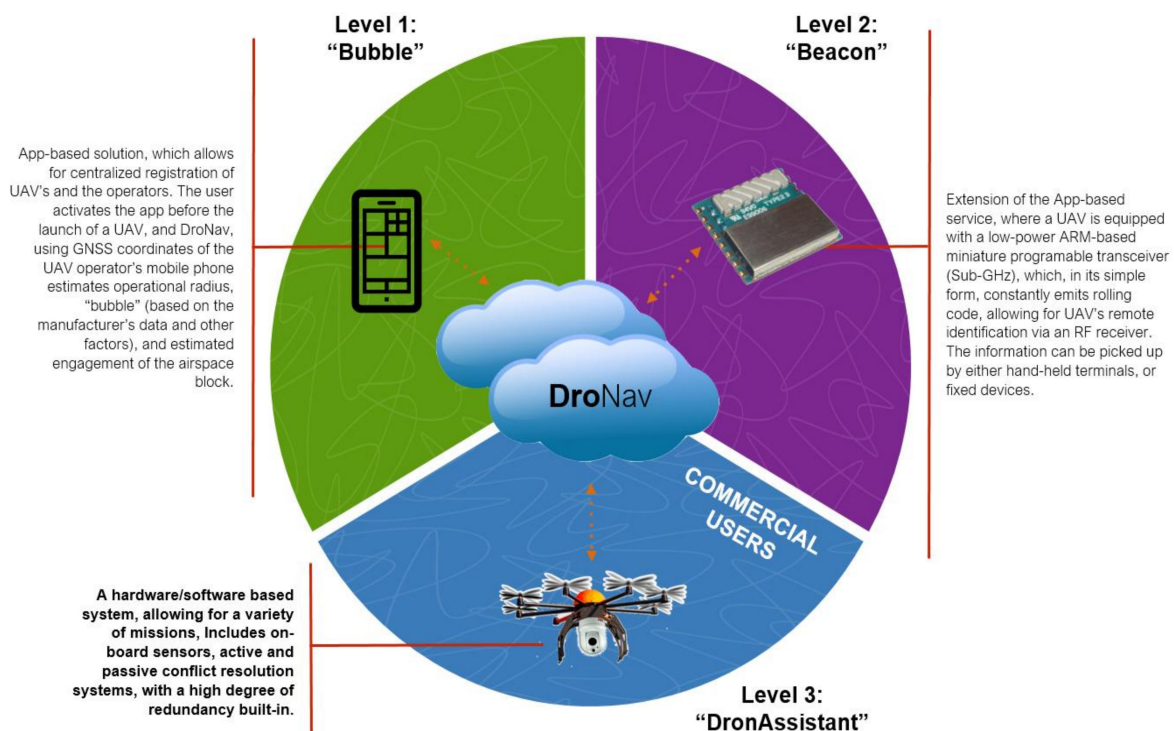 Level 1:
“Bubble”
Level 2:
“Beacon”
App-based solution, which allows
for centralized registration of
UAV's and the operators. The user
activates the app before the
launch of a UAV, and DroNav,
using GNSS coordinates of the
UAV operator's mobile phone
estimates operational radius,
“bubble” (based on the
manufacturer's data and other
factors), and estimated
engagement of the airspace
block.
Extension of the App-based
service, where a UAV is equipped
with a low-power ARM-based
miniature programable transceiver
(Sub-GHz), which, in its simple
form, constantly emits rolling
code, allowing for UAV's remote
identification via an RF receiver.
The information can be picked up
by either hand-held terminals, or
fixed devices.
DroNav
COMMERCIAL
USERS
A hardware/software based
system, allowing for a variety
of missions, Includes on-
board sensors, active and
passive conflict resolution
systems, with a high degree of
redundancy built-in.
Level 3:
“DronAssistant”